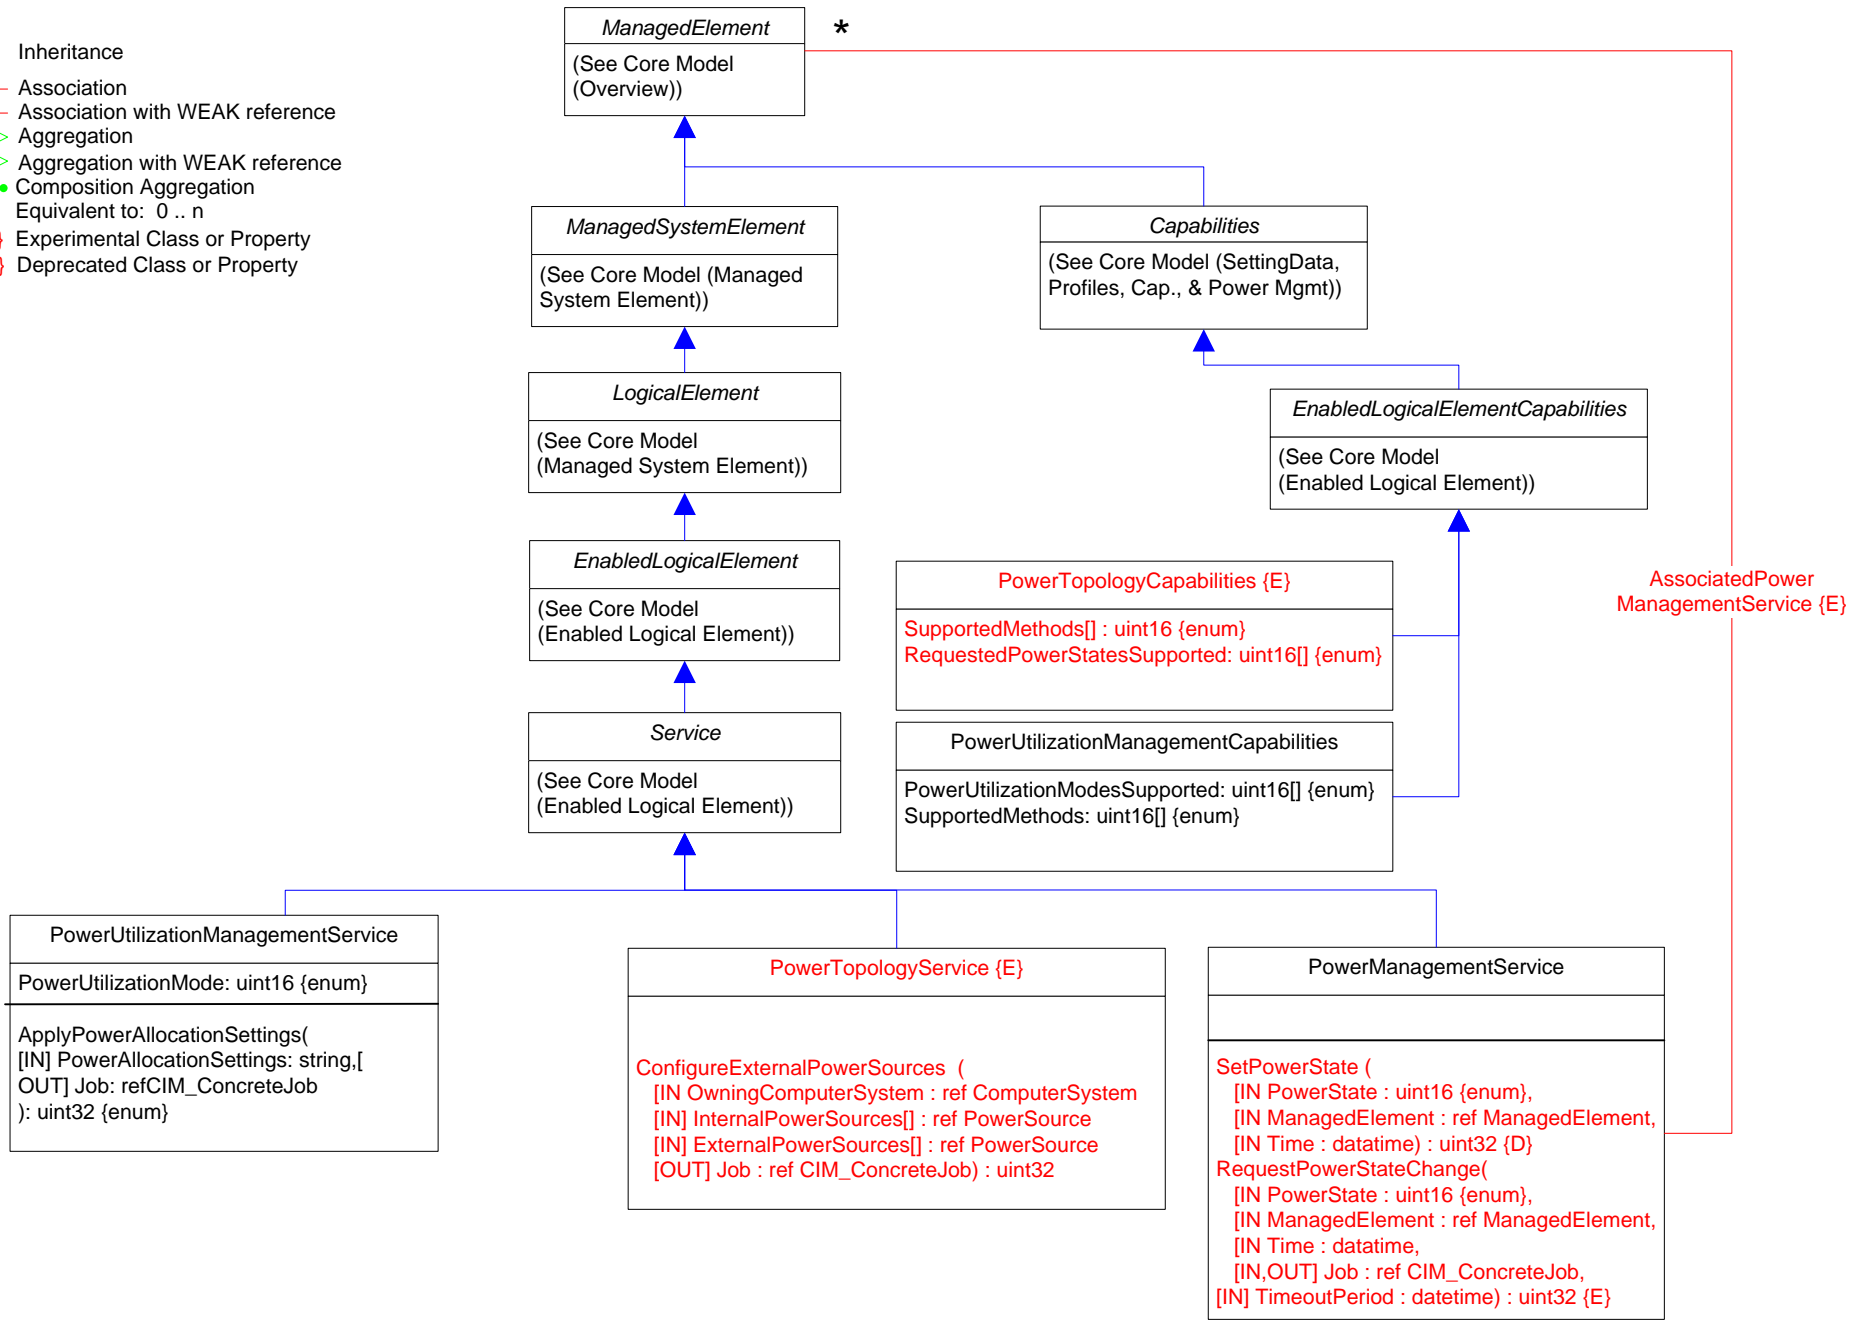 ManagedElement
*
(See Core Model
(Overview))
Inheritance
Association
Association with WEAK reference
Aggregation
Aggregation with WEAK reference
Composition Aggregation
Equivalent to: 0 .. n
} Experimental Class or Property
} Deprecated Class or Property
ManagedSystemElement
(See Core Model (Managed
System Element))
Capabilities
(See Core Model (SettingData,
Profiles, Cap., & Power Mgmt))
LogicalElement
(See Core Model
(Managed System Element))
EnabledLogicalElementCapabilities
(See Core Model
(Enabled Logical Element))
EnabledLogicalElement
(See Core Model
(Enabled Logical Element))
PowerTopologyCapabilities {E}
SupportedMethods[] : uint16 {enum}
RequestedPowerStatesSupported: uint16[] {enum}
AssociatedPower
ManagementService {E}
Service
(See Core Model
(Enabled Logical Element))
PowerUtilizationManagementCapabilities
PowerUtilizationModesSupported: uint16[] {enum}
SupportedMethods: uint16[] {enum}
PowerUtilizationManagementService
PowerUtilizationMode: uint16 {enum}
ApplyPowerAllocationSettings(
[IN] PowerAllocationSettings: string,[
OUT] Job: refCIM_ConcreteJob
): uint32 {enum}
PowerTopologyService {E}
ConfigureExternalPowerSources (
[IN OwningComputerSystem : ref ComputerSystem
[IN] InternalPowerSources[] : ref PowerSource
[IN] ExternalPowerSources[] : ref PowerSource
[OUT] Job : ref CIM_ConcreteJob) : uint32
PowerManagementService
SetPowerState (
[IN PowerState : uint16 {enum},
[IN ManagedElement : ref ManagedElement,
[IN Time : datatime) : uint32 {D}
RequestPowerStateChange(
[IN PowerState : uint16 {enum},
[IN ManagedElement : ref ManagedElement,
[IN Time : datatime,
[IN,OUT] Job : ref CIM_ConcreteJob,
[IN] TimeoutPeriod : datetime) : uint32 {E}